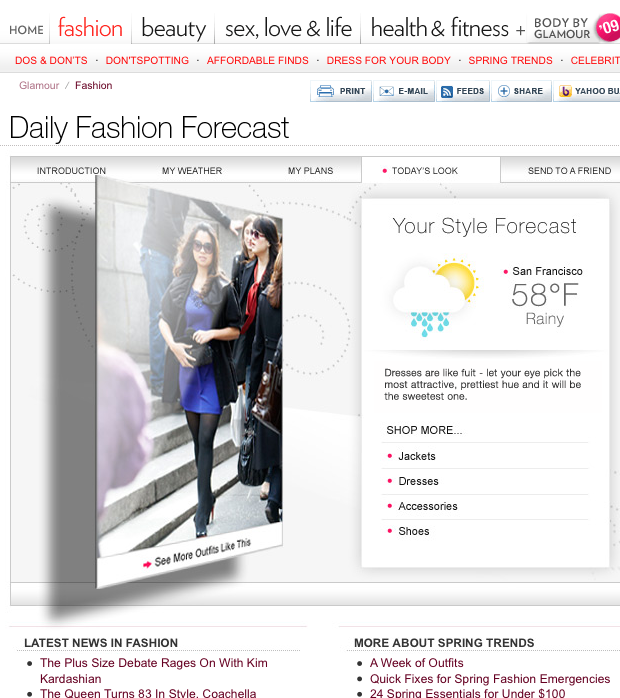 HOME fashion beauty sex, love & life health & fitness + BODY BY GLAMOUR '09
DOS & DON'TS · DON'TSPOTTING · AFFORDABLE FINDS · DRESS FOR YOUR BODY · SPRING TRENDS · CELEBRIT
Glamour / Fashion
PRINT E-MAIL FEEDS SHARE YAHOO BU
Daily Fashion Forecast
INTRODUCTION MY WEATHER MY PLANS • TODAY'S LOOK SEND TO A FRIEND
Your Style Forecast
• San Francisco
58°F
Rainy
Dresses are like fuit - let your eye pick the
most attractive, prettiest hue and it will be
the sweetest one.
SHOP MORE...
• Jackets
• Dresses
• Accessories
• Shoes
See More Outfits Like This
LATEST NEWS IN FASHION
• The Plus Size Debate Rages On With Kim
Kardashian
• The Queen Turns 83 In Style, Coachella
MORE ABOUT SPRING TRENDS
• A Week of Outfits
• Quick Fixes for Spring Fashion Emergencies
• 24 Spring Essentials for Under $100